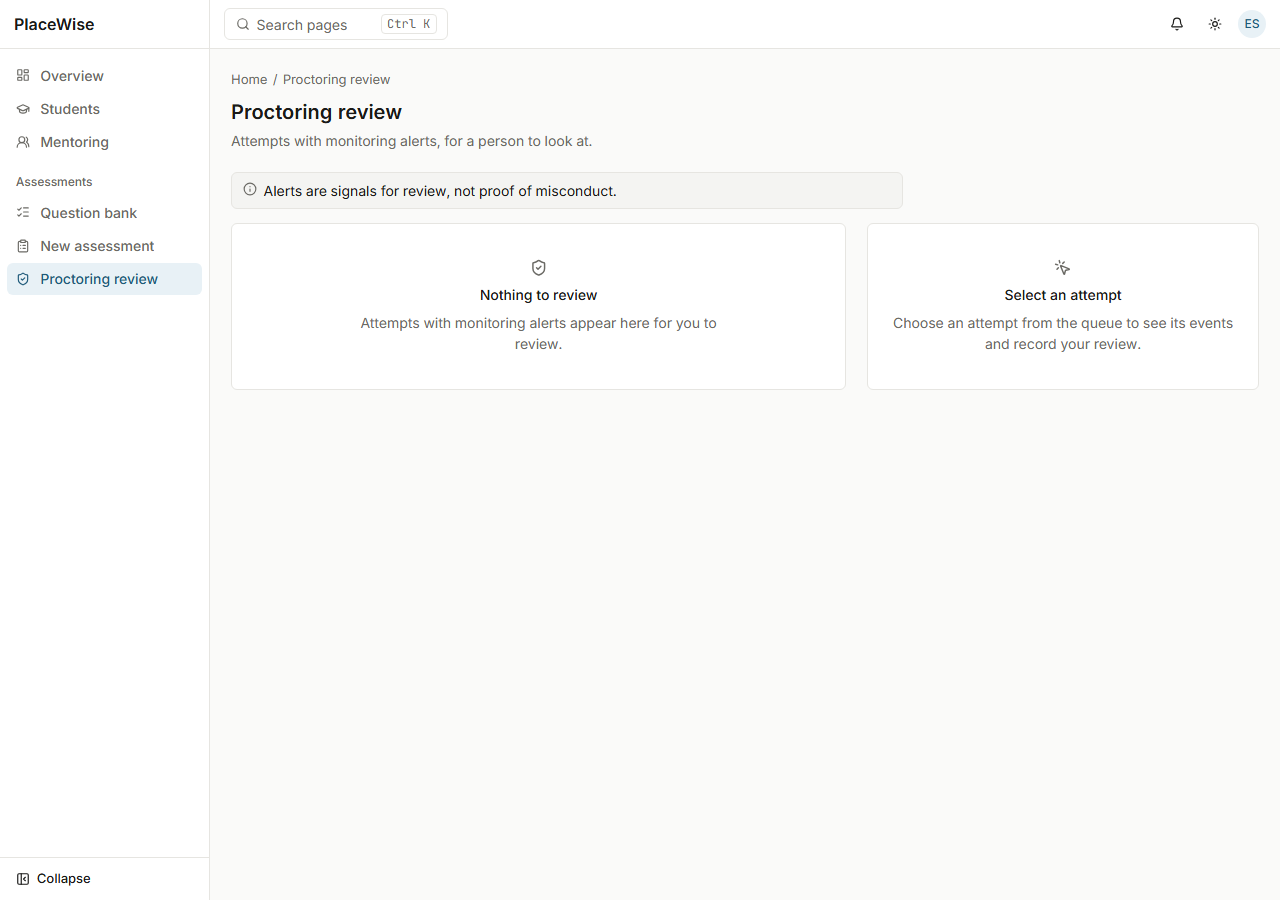 PlaceWise
Search pages
Ctrl K
ES
Overview
Students
Mentoring
Assessments
Question bank
New assessment
Proctoring review
Collapse
Home / Proctoring review
Proctoring review
Attempts with monitoring alerts, for a person to look at.
Alerts are signals for review, not proof of misconduct.
Nothing to review
Attempts with monitoring alerts appear here for you to
review.
Select an attempt
Choose an attempt from the queue to see its events
and record your review.